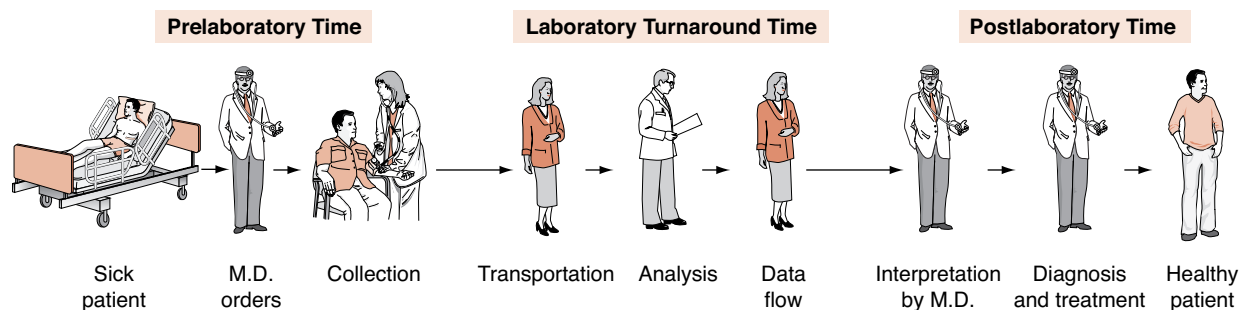 Prelaboratory Time
Laboratory Turnaround Time
Postlaboratory Time
Sick
patient
M.D.
orders
Collection
Transportation
Analysis
Data
flow
Interpretation
by M.D.
Diagnosis
and treatment
Healthy
patient